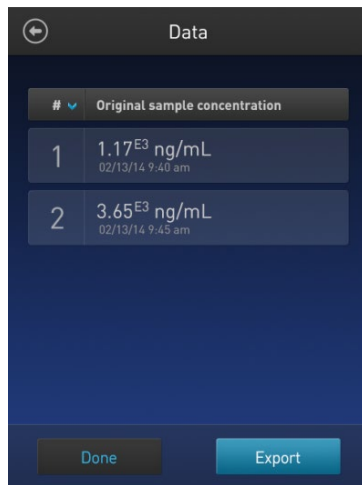 Data
# Original sample concentration
1 1.17E3 ng/mL
02/13/14 9:40 am
2 3.65E3 ng/mL
02/13/14 9:45 am
Done Export